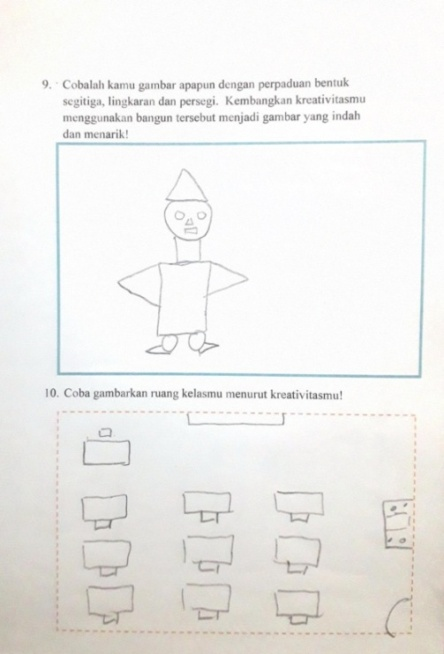 9. Cobalah kamu gambar apapun dengan perpaduan bentuk
segitiga, lingkaran dan persegi. Kembangkan kreativitasmu
menggunakan bangun tersebut menjadi gambar yang indah
dan menarik!
10. Coba gambarkan ruang kelasmu menurut kreativitasmu!